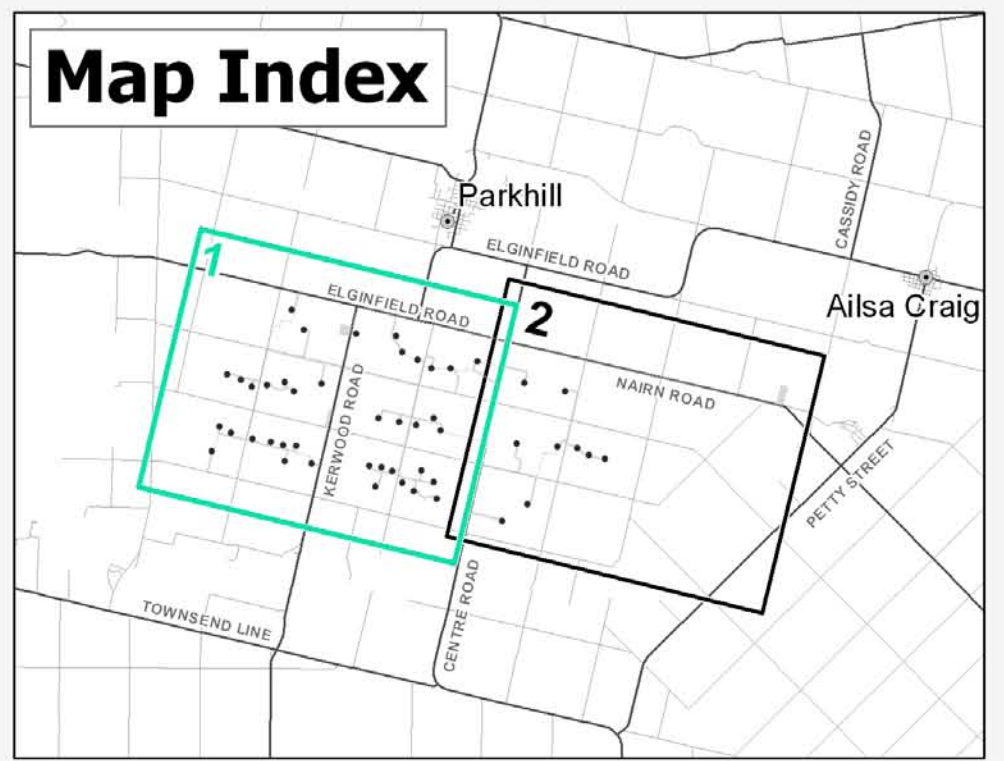 Map Index
CASSIDY ROAD
Parkhill
ELGINFIELD ROAD
1
Ailsa Craig
ELGINFIELD ROAD
2
NAIRN ROAD
KERWOOD ROAD
PETTY STREET
CENTRE ROAD
TOWNSEND LINE